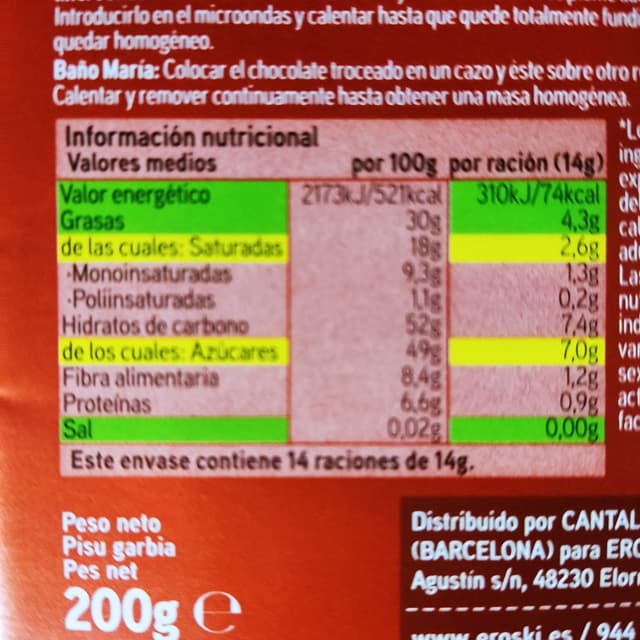 Introducirlo en el microondas y calentar hasta que quede totalmente fund
quedar homogéneo.
Baño María: Colocar el chocolate troceado en un cazo y éste sobre otro
Calentar y remover continuamente hasta obtener una masa homogénea.
Información nutricional
Valores medios por 100g por ración (14g)
Valor energético 2173kJ/521kcal 310kJ/74kcal
Grasas 30g 4,3g
de las cuales: Saturadas 18g 2,6g
-Monoinsaturadas 9,3g 1,3g
-Poliinsaturadas 1,1g 0,2g
Hidratos de carbono 52g 7,4g
de los cuales: Azúcares 49g 7,0g
Fibra alimentaria 8,4g 1,2g
Proteínas 6,6g 0,9g
Sal 0,02g 0,00g
Este envase contiene 14 raciones de 14g.
Peso neto
Pisu garbia
Pes net
200g e
Distribuido por CANTAL
(BARCELONA) para ERO
Agustín s/n, 48230 Elor
www.eroski.es / 944